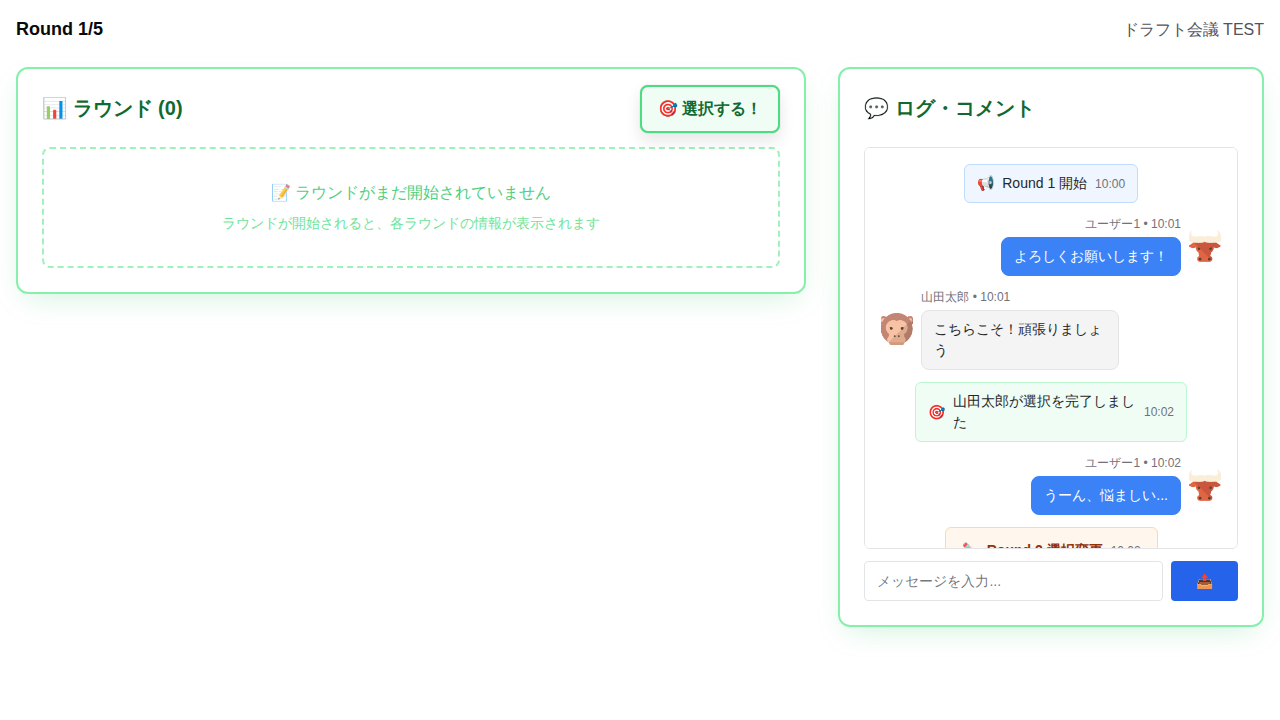 Round 1/5
ドラフト会議 TEST
ラウンド (0)
選択する！
ラウンドがまだ開始されていません
ラウンドが開始されると、各ラウンドの情報が表示されます
ログ・コメント
Round 1 開始 10:00
ユーザー1 • 10:01
よろしくお願いします！
山田太郎 • 10:01
こちらこそ！頑張りましょ
う
山田太郎が選択を完了しまし
た
10:02
ユーザー1 • 10:02
うーん、悩ましい...
メッセージを入力...